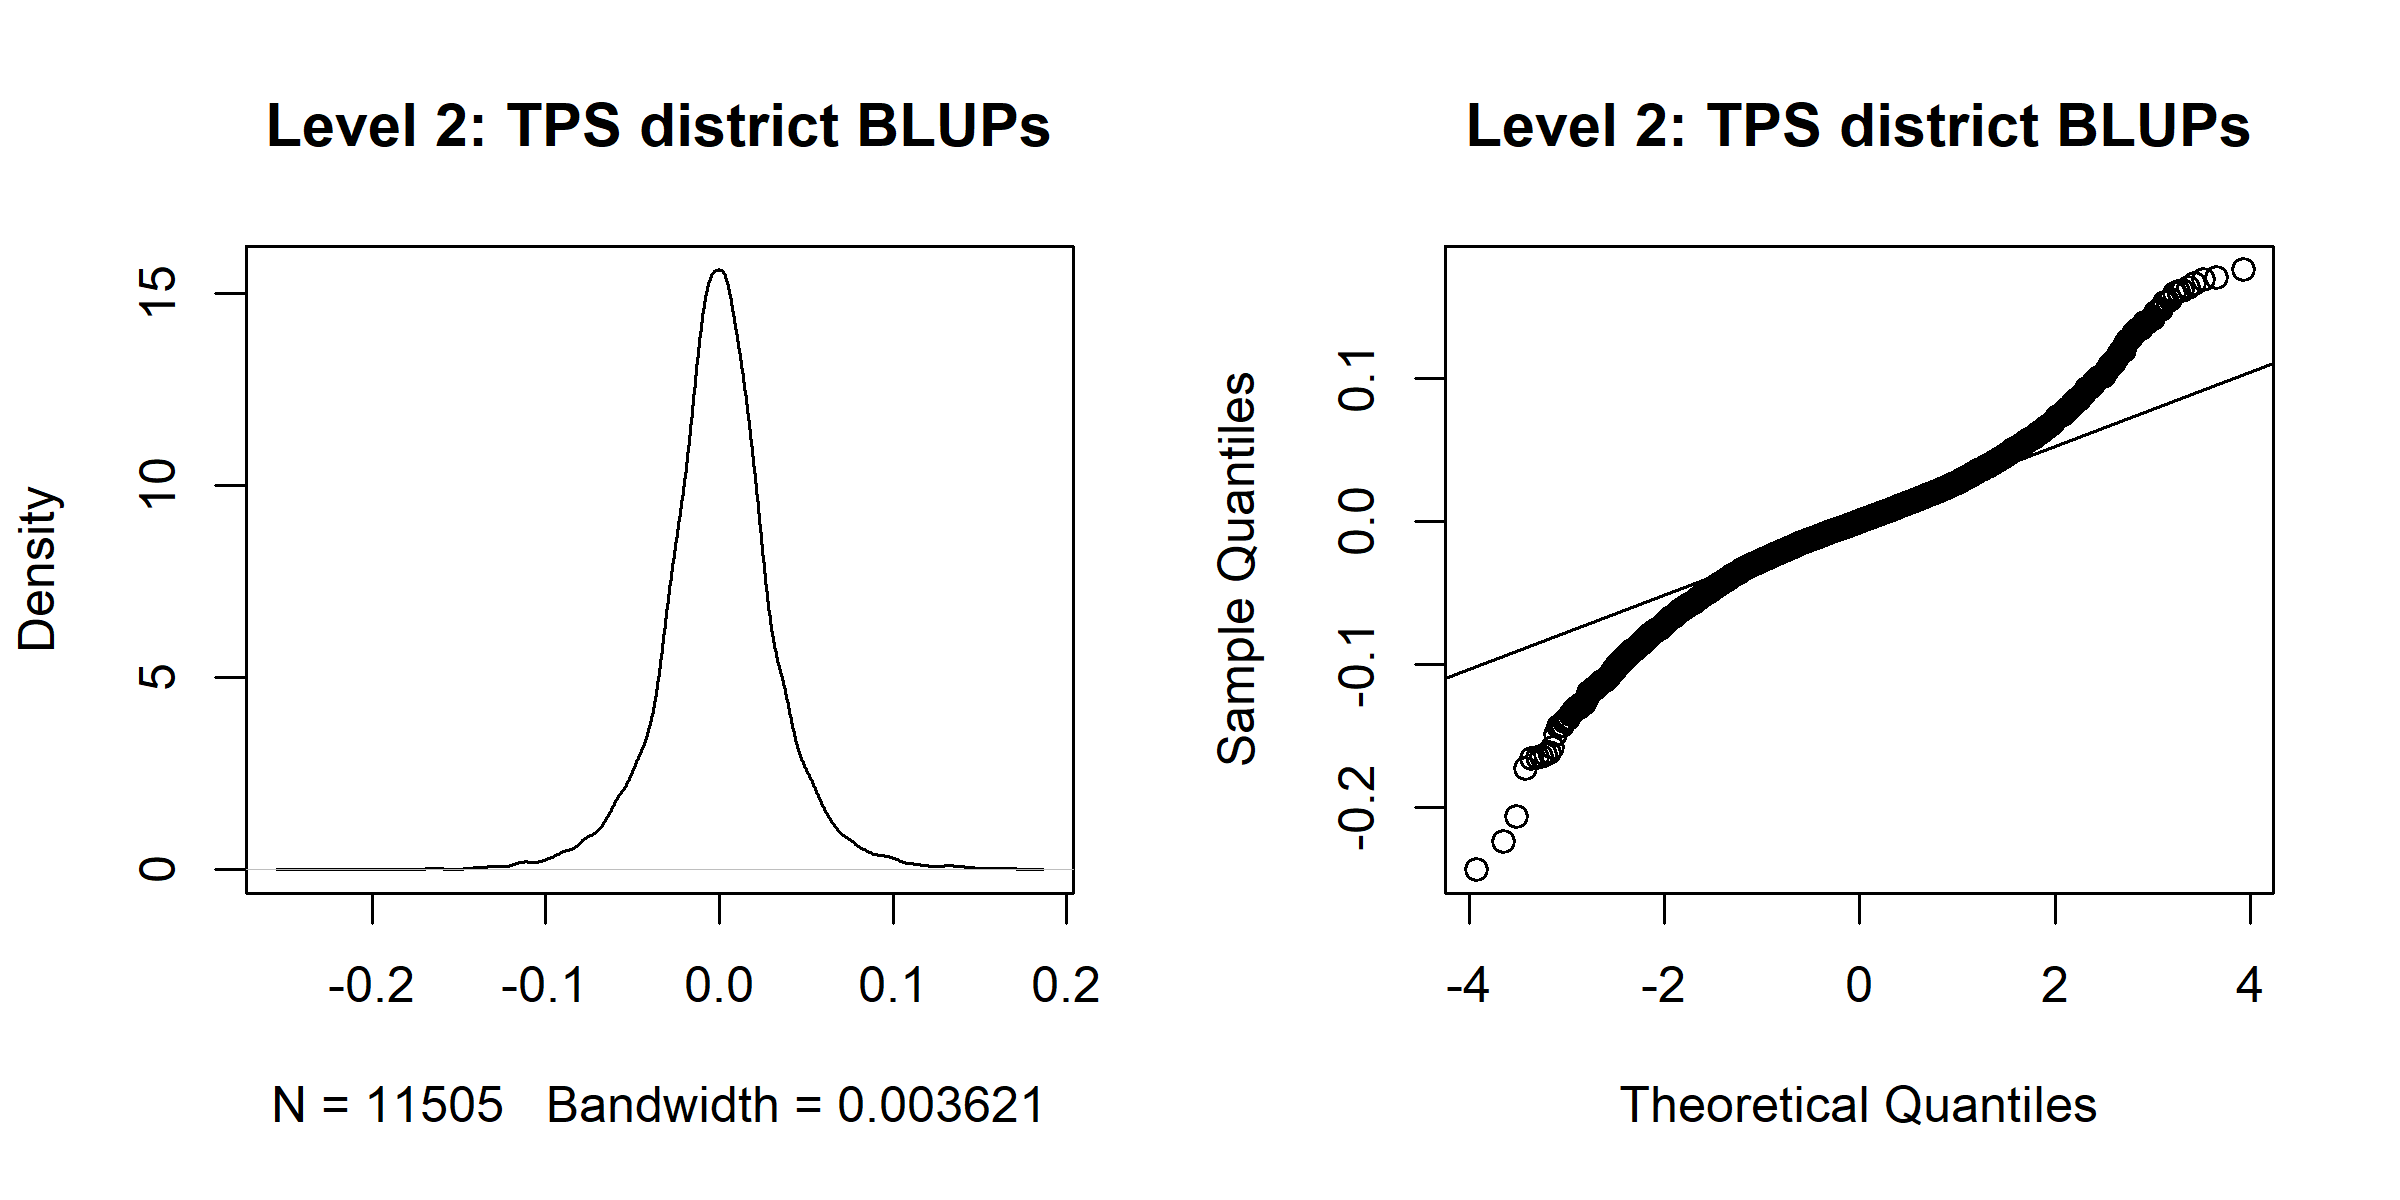 Level 2: TPS district BLUPs
Density
15
10
5
0
-0.2 -0.1 0.0 0.1 0.2
N = 11505 Bandwidth = 0.003621
Level 2: TPS district BLUPs
Sample Quantiles
0.1
0.0
-0.1
-0.2
-4 -2 0 2 4
Theoretical Quantiles